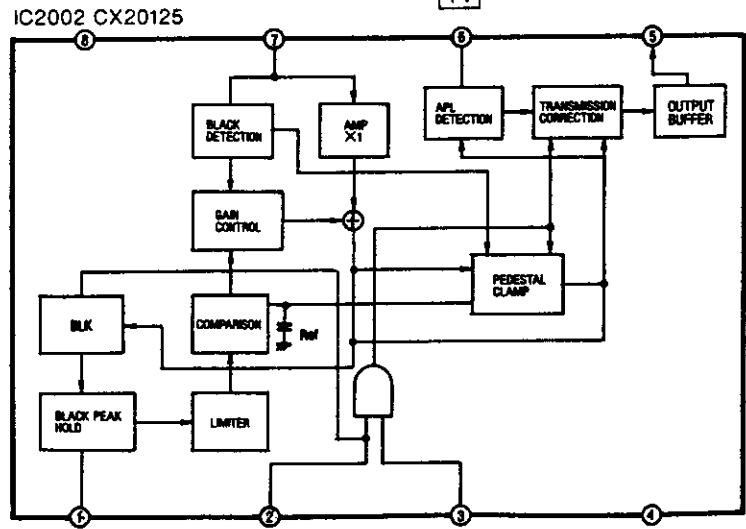 IC2002 CX20125
8
7
6
5
BLACK
DETECTION
AMP
×1
APL
DETECTION
TRANSMISSION
CORRECTION
OUTPUT
BUFFER
GAIN
CONTROL
+
PEDESTAL
CLAMP
BLK
COMPARISON
Ref
BLACK PEAK
HOLD
LIMITER
1
2
3
4